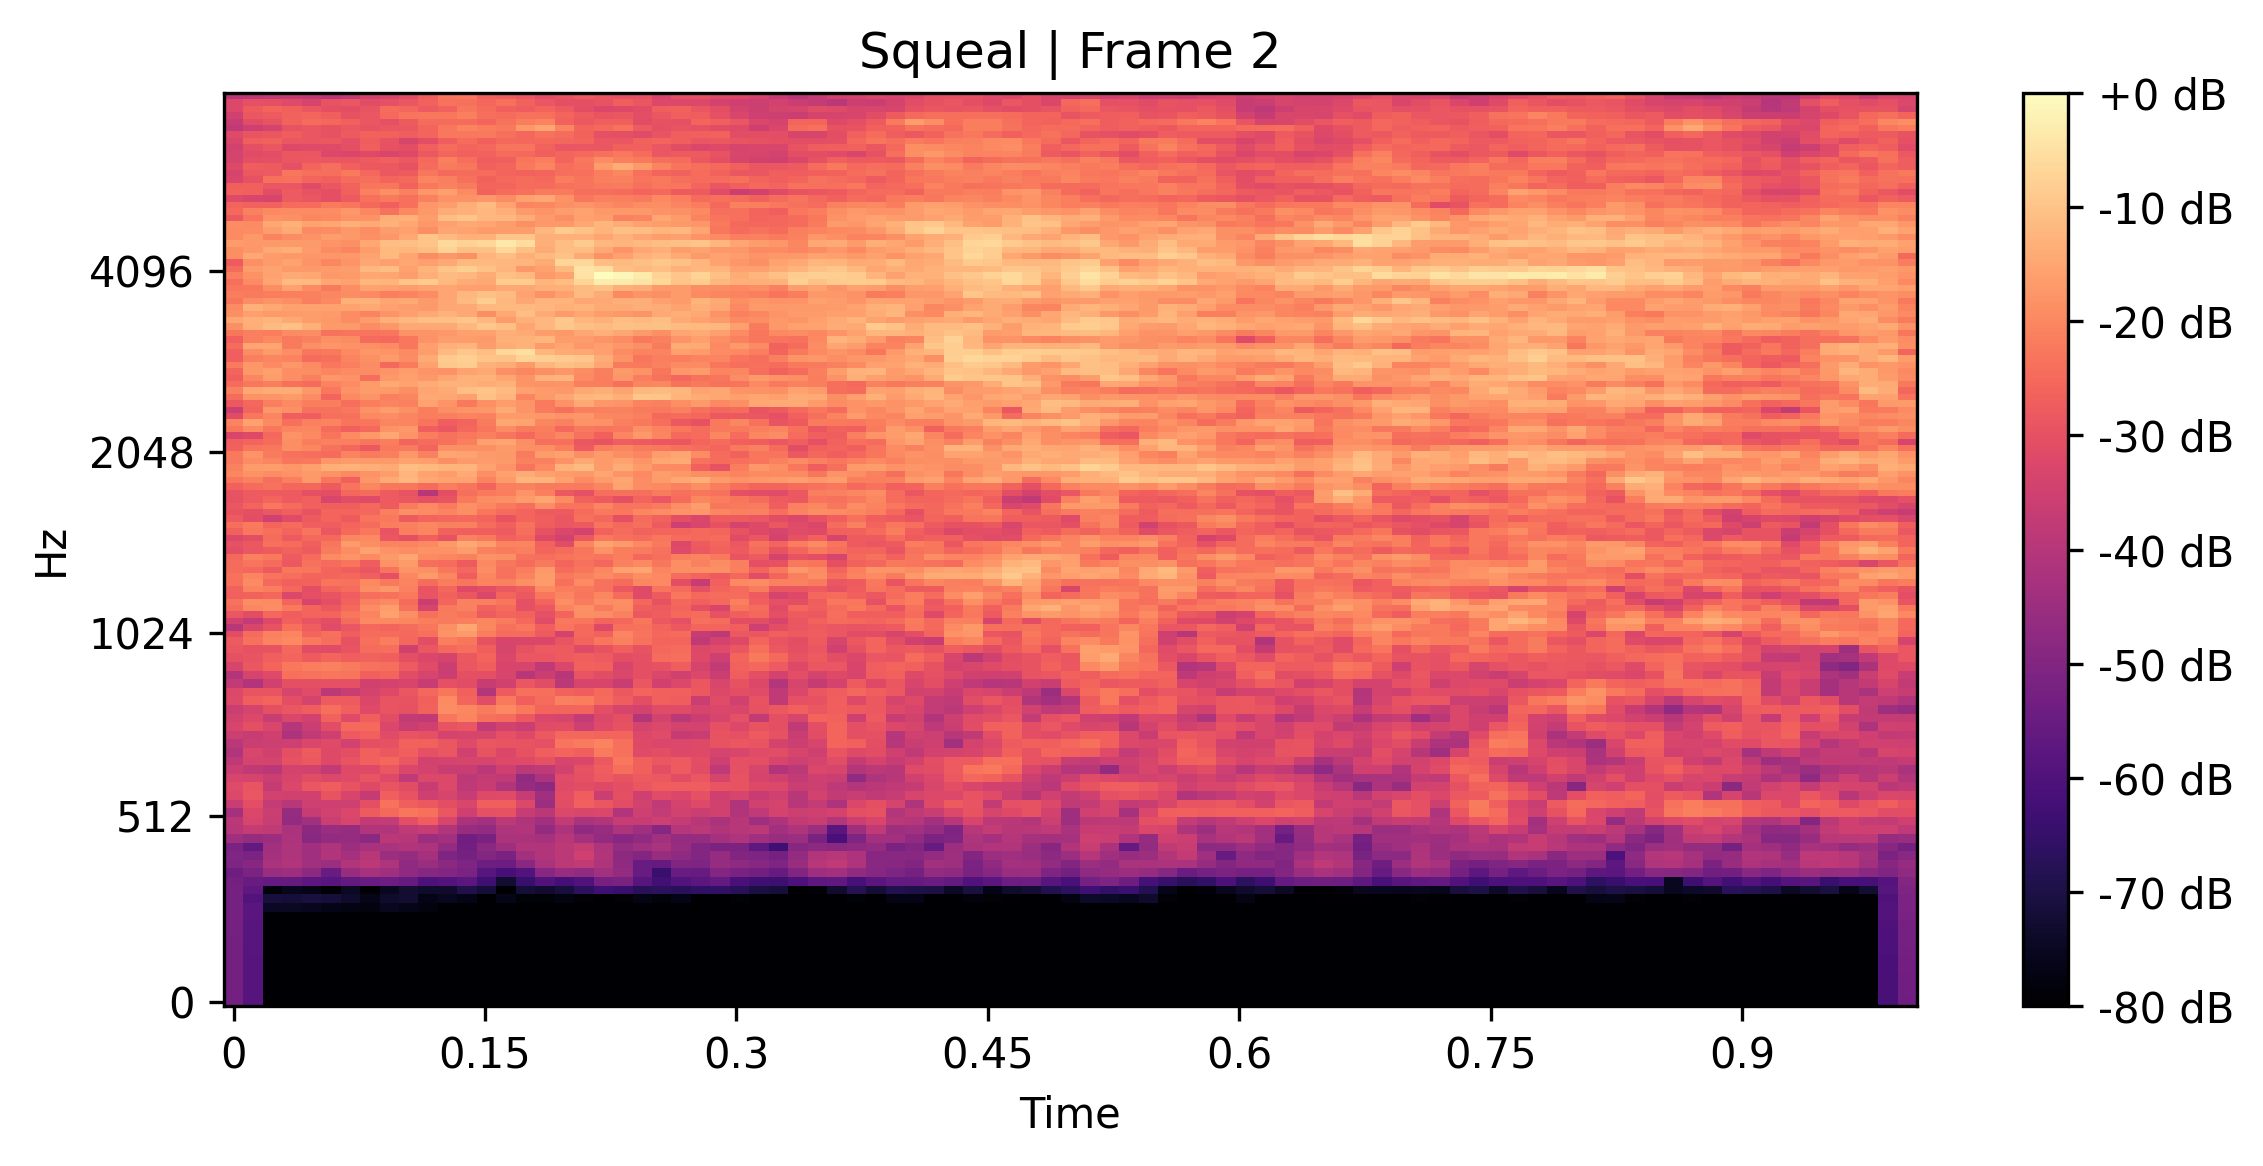 Squeal | Frame 2
+0 dB
-10 dB
-20 dB
-30 dB
-40 dB
-50 dB
-60 dB
-70 dB
-80 dB
Hz
4096
2048
1024
512
0
0 0.15 0.3 0.45 0.6 0.75 0.9
Time